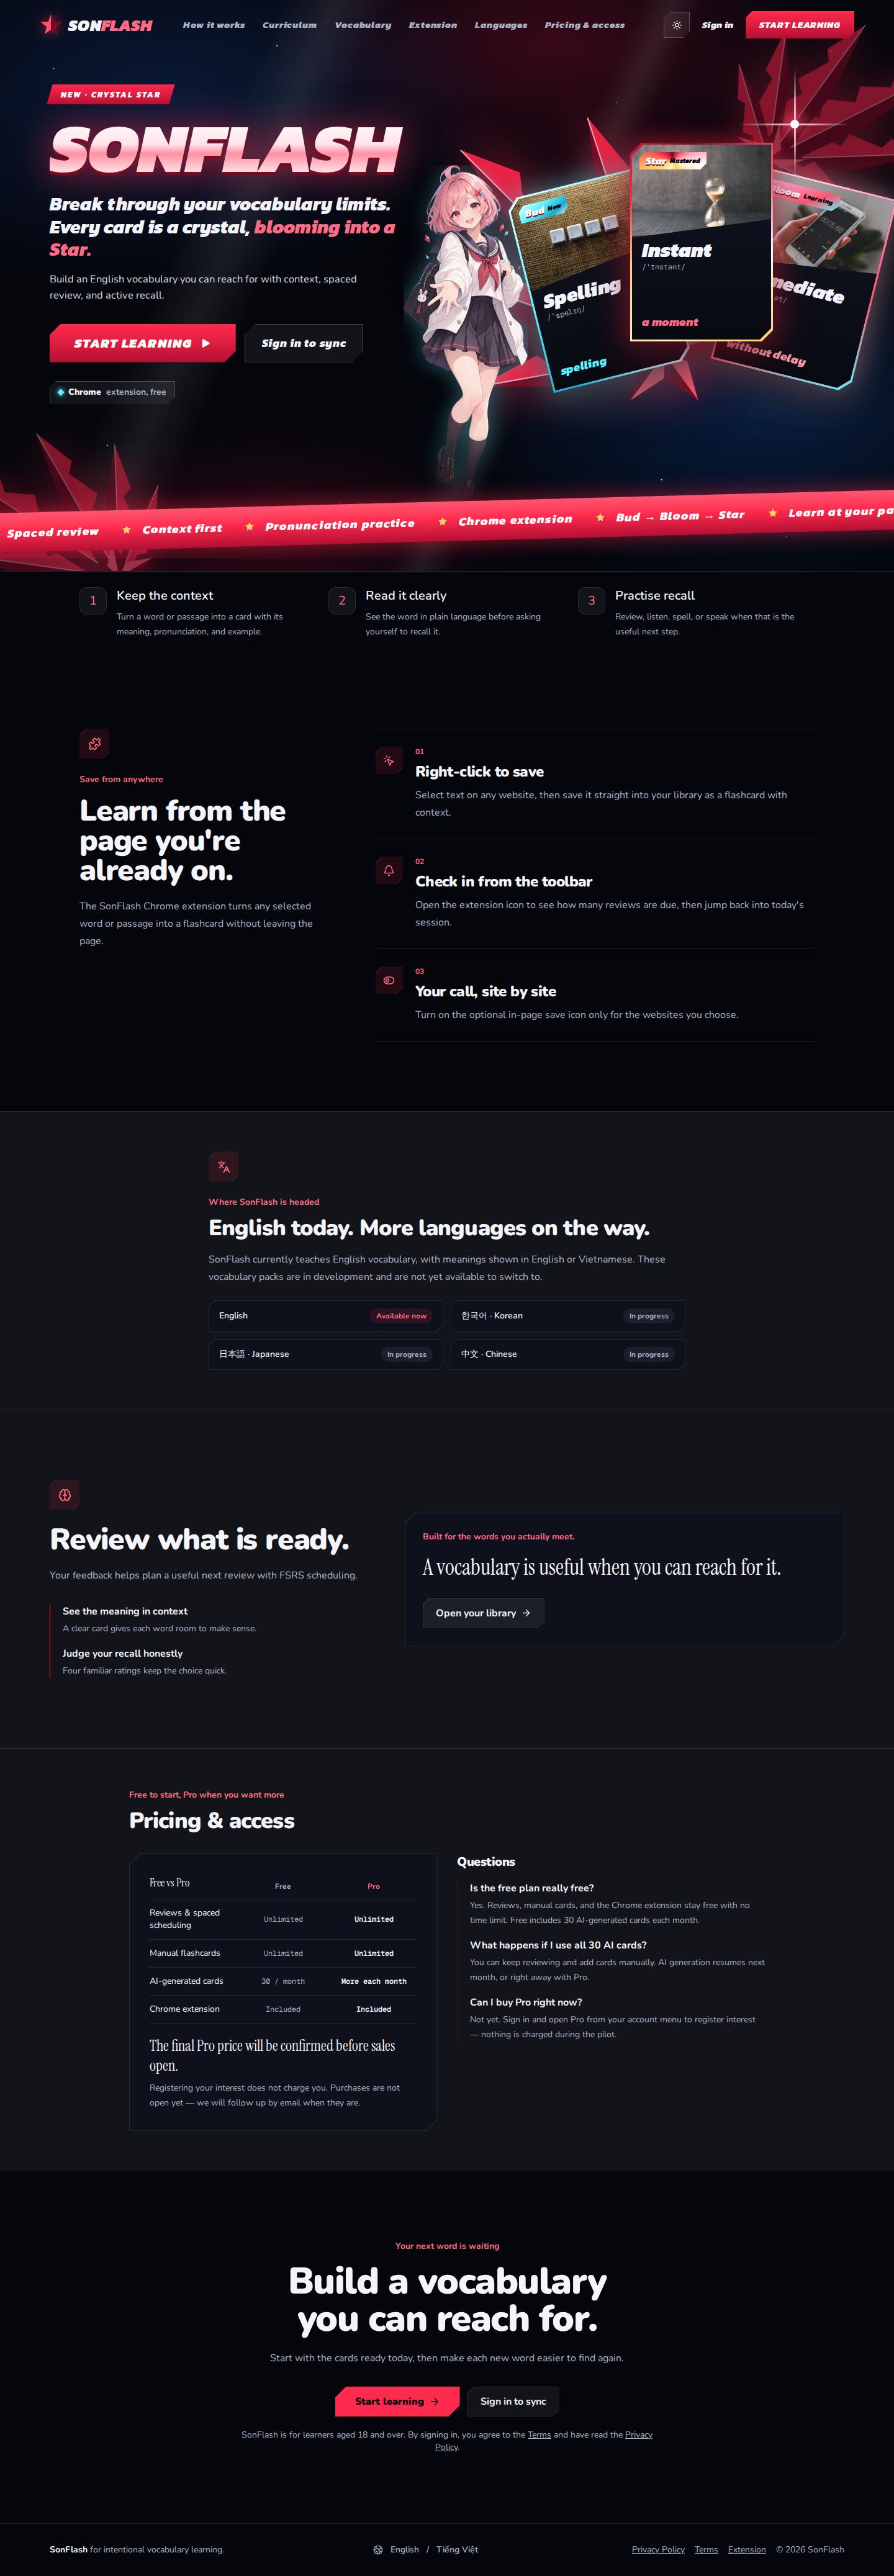 SONFLASH
How it works
Curriculum
Vocabulary
Extension
Languages
Pricing & access
Sign in
START LEARNING
NEW · CRYSTAL STAR
SONFLASH
Break through your vocabulary limits.
Every card is a crystal, blooming into a
Star.
Build an English vocabulary you can reach for with context, spaced
review, and active recall.
START LEARNING
Sign in to sync
Chrome extension, free
Bud New
Spelling
/ˈspelɪŋ/
spelling
Star Mastered
Instant
/ˈɪnstənt/
a moment
Learning
without delay
Spaced review
Context first
Pronunciation practice
Chrome extension
Bud → Bloom → Star
Learn at your pa
1
Keep the context
Turn a word or passage into a card with its
meaning, pronunciation, and example.
2
Read it clearly
See the word in plain language before asking
yourself to recall it.
3
Practise recall
Review, listen, spell, or speak when that is the
useful next step.
Save from anywhere
Learn from the
page you're
already on.
The SonFlash Chrome extension turns any selected
word or passage into a flashcard without leaving the
page.
01
Right-click to save
Select text on any website, then save it straight into your library as a flashcard with
context.
02
Check in from the toolbar
Open the extension icon to see how many reviews are due, then jump back into today's
session.
03
Your call, site by site
Turn on the optional in-page save icon only for the websites you choose.
Where SonFlash is headed
English today. More languages on the way.
SonFlash currently teaches English vocabulary, with meanings shown in English or Vietnamese. These
vocabulary packs are in development and are not yet available to switch to.
English
Available now
한국어 · Korean
In progress
日本語 · Japanese
In progress
中文 · Chinese
In progress
Review what is ready.
Your feedback helps plan a useful next review with FSRS scheduling.
See the meaning in context
A clear card gives each word room to make sense.
Judge your recall honestly
Four familiar ratings keep the choice quick.
Built for the words you actually meet.
A vocabulary is useful when you can reach for it.
Open your library →
Free to start, Pro when you want more
Pricing & access
Free vs Pro
Free
Pro
Reviews & spaced
scheduling
Unlimited
Unlimited
Manual flashcards
Unlimited
Unlimited
AI-generated cards
30 / month
More each month
Chrome extension
Included
Included
The final Pro price will be confirmed before sales
open.
Registering your interest does not charge you. Purchases are not
open yet — we will follow up by email when they are.
Questions
Is the free plan really free?
Yes. Reviews, manual cards, and the Chrome extension stay free with no
time limit. Free includes 30 AI-generated cards each month.
What happens if I use all 30 AI cards?
You can keep reviewing and add cards manually. AI generation resumes next
month, or right away with Pro.
Can I buy Pro right now?
Not yet. Sign in and open Pro from your account menu to register interest
— nothing is charged during the pilot.
Your next word is waiting
Build a vocabulary
you can reach for.
Start with the cards ready today, then make each new word easier to find again.
Start learning →
Sign in to sync
SonFlash is for learners aged 18 and over. By signing in, you agree to the Terms and have read the Privacy
Policy.
SonFlash for intentional vocabulary learning.
English / Tiếng Việt
Privacy Policy
Terms
Extension
© 2026 SonFlash